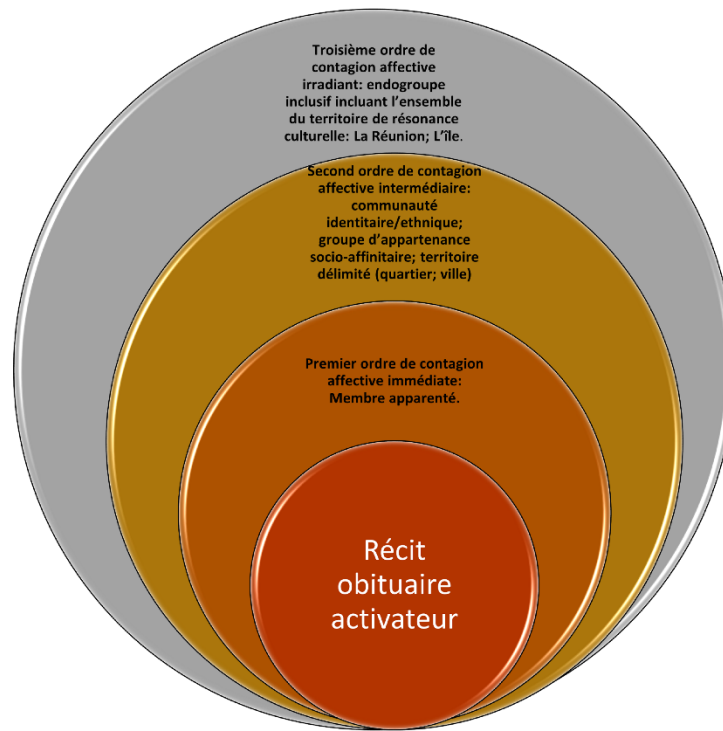 Troisième ordre de
contagion affective
irradiant: endogroupe
inclusif incluant l’ensemble
du territoire de résonance
culturelle: La Réunion; L’île.
Second ordre de contagion
affective intermédiaire:
communauté
identitaire/ethnique;
groupe d’appartenance
socio-affinitaire; territoire
délimité (quartier; ville)
Premier ordre de contagion
affective immédiate:
Membre apparenté.
Récit
obituaire
activateur